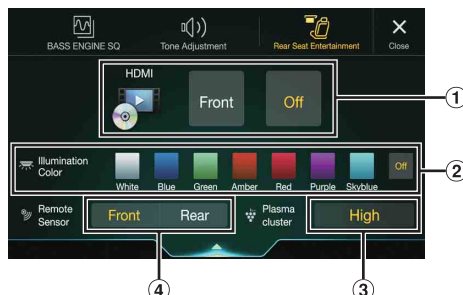 BASS ENGINE SQ
Tone Adjustment
Rear Seat Entertainment
Close
HDMI
Front
Off
1
Illumination
Color
White
Blue
Green
Amber
Red
Purple
Skyblue
Off
2
Remote
Sensor
Front
Rear
Plasma
cluster
High
4
3